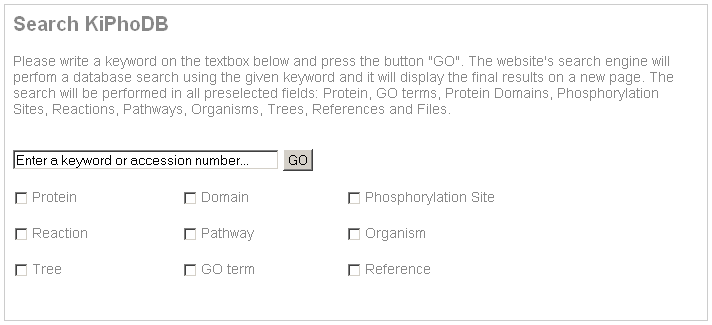 Search KiPhoDB
Please write a keyword on the textbox below and press the button "GO". The website's search engine will
perfom a database search using the given keyword and it will display the final results on a new page. The
search will be performed in all preselected fields: Protein, GO terms, Protein Domains, Phosphorylation
Sites, Reactions, Pathways, Organisms, Trees, References and Files.
Enter a keyword or accession number... GO
Protein Domain Phosphorylation Site
Reaction Pathway Organism
Tree GO term Reference